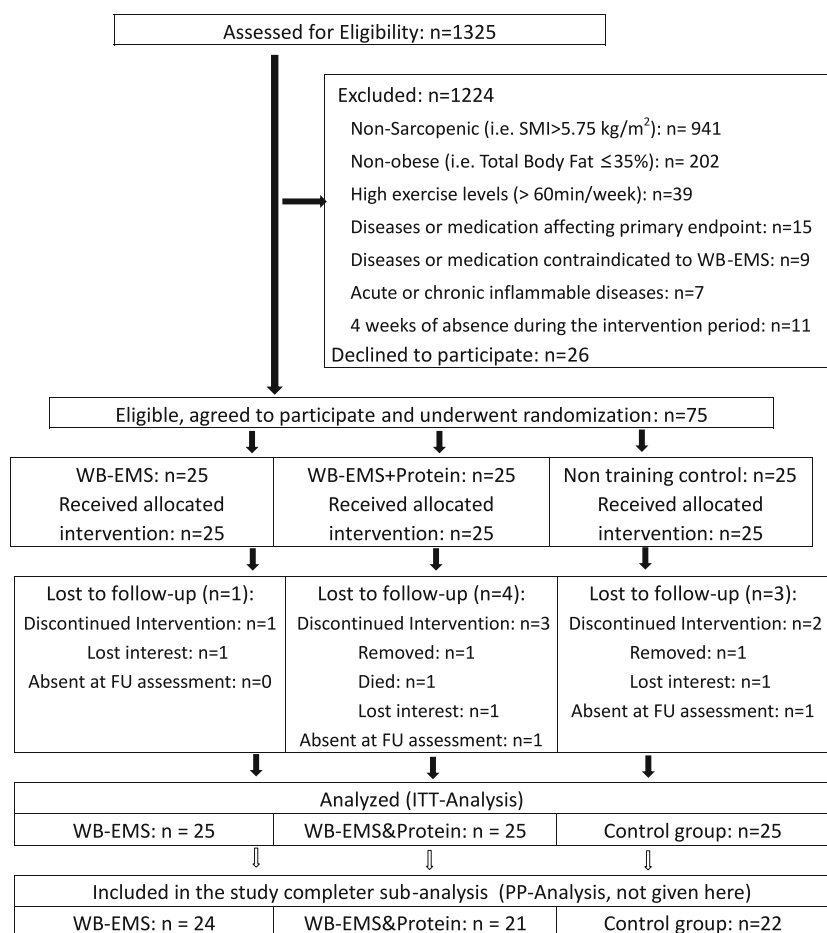 Assessed for Eligibility: n=1325
Excluded: n=1224
Non-Sarcopenic (i.e. SMI>5.75 kg/m²): n= 941
Non-obese (i.e. Total Body Fat ≤35%): n= 202
High exercise levels (> 60min/week): n=39
Diseases or medication affecting primary endpoint: n=15
Diseases or medication contraindicated to WB-EMS: n=9
Acute or chronic inflammable diseases: n=7
4 weeks of absence during the intervention period: n=11
Declined to participate: n=26
Eligible, agreed to participate and underwent randomization: n=75
WB-EMS: n=25
Received allocated
intervention: n=25
WB-EMS+Protein: n=25
Received allocated
intervention: n=25
Non training control: n=25
Received allocated
intervention: n=25
Lost to follow-up (n=1):
Discontinued Intervention: n=1
Lost interest: n=1
Absent at FU assessment: n=0
Lost to follow-up (n=4):
Discontinued Intervention: n=3
Removed: n=1
Died: n=1
Lost interest: n=1
Absent at FU assessment: n=1
Lost to follow-up (n=3):
Discontinued Intervention: n=2
Removed: n=1
Lost interest: n=1
Absent at FU assessment: n=1
Analyzed (ITT-Analysis)
WB-EMS: n = 25
WB-EMS&Protein: n = 25
Control group: n=25
Included in the study completer sub-analysis (PP-Analysis, not given here)
WB-EMS: n = 24
WB-EMS&Protein: n = 21
Control group: n=22